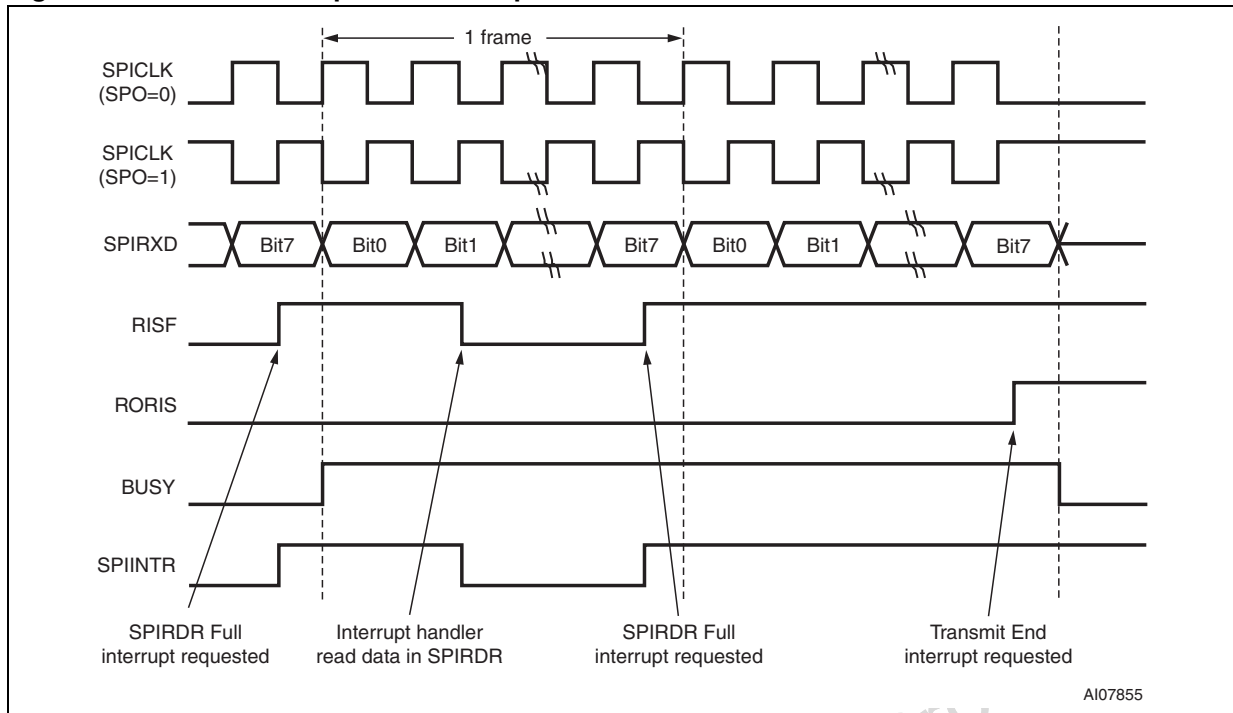 1 frame
SPICLK
(SPO=0)
SPICLK
(SPO=1)
SPIRXD
Bit7
Bit0
Bit1
Bit7
Bit0
Bit1
Bit7
RISF
RORIS
BUSY
SPIINTR
SPIRDR Full
interrupt requested
Interrupt handler
read data in SPIRDR
SPIRDR Full
interrupt requested
Transmit End
interrupt requested
AI07855